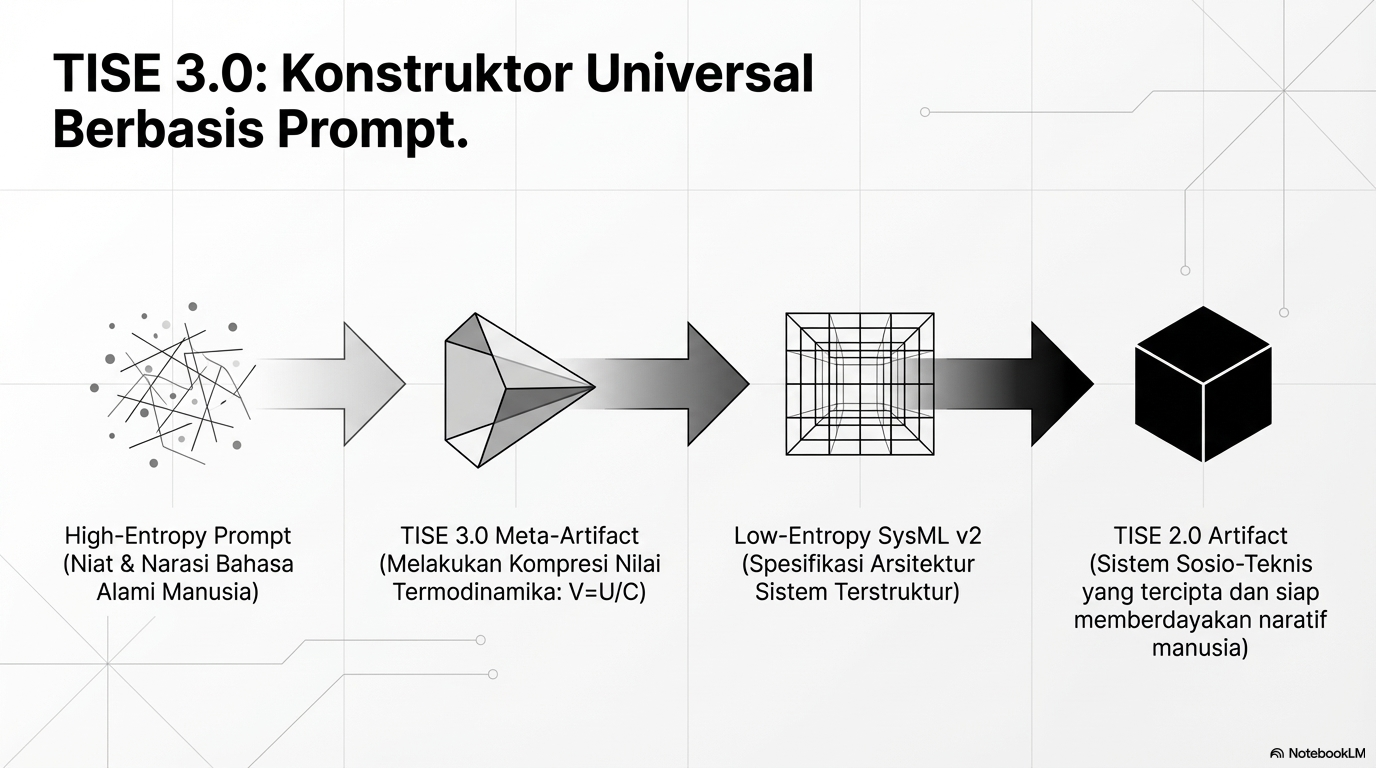 TISE 3.0: Konstruktor Universal
Berbasis Prompt.
High-Entropy Prompt
(Niat & Narasi Bahasa
Alami Manusia)
TISE 3.0 Meta-Artifact
(Melakukan Kompresi Nilai
Termodinamika: V=U/C)
Low-Entropy SysML v2
(Spesifikasi Arsitektur
Sistem Terstruktur)
TISE 2.0 Artifact
(Sistem Sosio-Teknis
yang tercipta dan siap
memberdayakan naratif
manusia)
NotebookLM